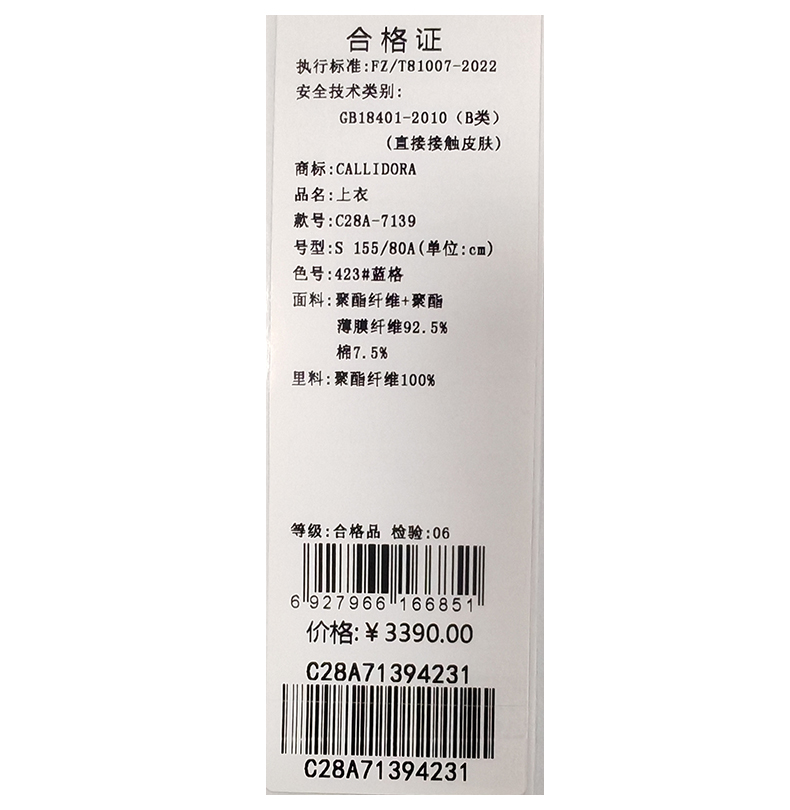 合格证
执行标准:FZ/T81007-2022
安全技术类别:
GB18401-2010（B类）
(直接接触皮肤)
商标:CALLIDORA
品名:上衣
款号:C28A-7139
号型:S 155/80A(单位:cm)
色号:423#蓝格
面料:聚酯纤维+聚酯
薄膜纤维92.5%
棉7.5%
里料:聚酯纤维100%
等级:合格品 检验:06
6 927966 166851
价格:￥3390.00
C28A71394231
C28A71394231